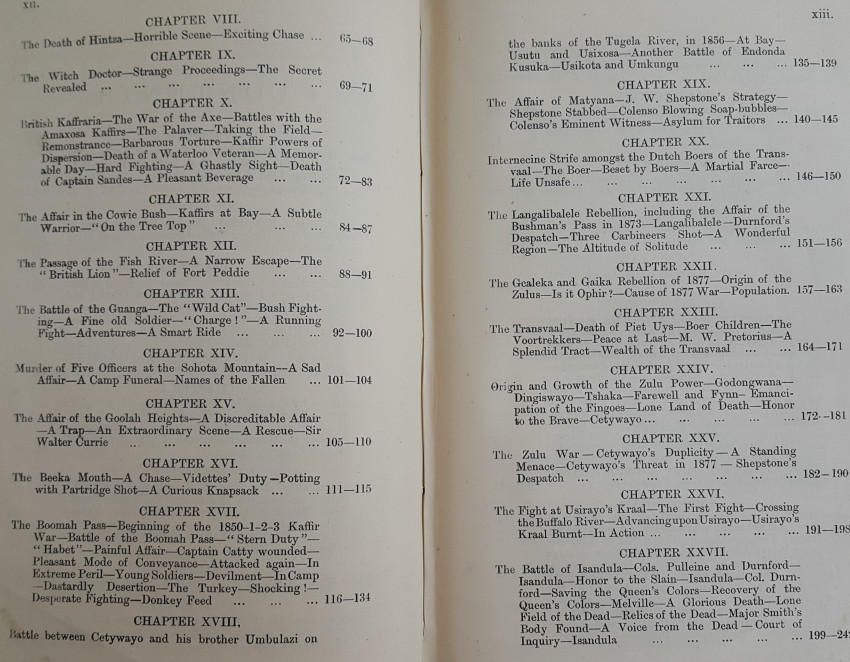 xii.
CHAPTER VIII.
The Death of Hintza—Horrible Scene—Exciting Chase ... 65—68
CHAPTER IX.
The Witch Doctor—Strange Proceedings—The Secret
Revealed ... ... ... ... ... ... ... 69—71
CHAPTER X.
British Kaffraria—The War of the Axe—Battles with the
Amaxosa Kaffirs—The Palaver—Taking the Field—
Remonstrance—Barbarous Torture—Kaffir Powers of
Dispersion—Death of a Waterloo Veteran—A Memor-
able Day—Hard Fighting—A Ghastly Sight—Death
of Captain Sandes—A Pleasant Beverage ... ... 72—83
CHAPTER XI.
The Affair in the Cowie Bush—Kaffirs at Bay—A Subtle
Warrior—"On the Tree Top" ... ... ... 84—87
CHAPTER XII.
The Passage of the Fish River—A Narrow Escape—The
"British Lion"—Relief of Fort Peddie ... ... 88—91
CHAPTER XIII.
The Battle of the Guanga—The "Wild Cat"—Bush Fight-
ing—A Fine old Soldier—"Charge!"—A Running
Fight—Adventures—A Smart Ride ... ... ... 92—100
CHAPTER XIV.
Murder of Five Officers at the Sohota Mountain—A Sad
Affair—A Camp Funeral—Names of the Fallen ... 101—104
CHAPTER XV.
The Affair of the Goolah Heights—A Discreditable Affair
—A Trap—An Extraordinary Scene—A Rescue—Sir
Walter Currie ... ... ... ... ... ... 105—110
CHAPTER XVI.
The Beeka Mouth—A Chase—Videttes' Duty—Potting
with Partridge Shot—A Curious Knapsack ... ... 111—115
CHAPTER XVII.
The Boomah Pass—Beginning of the 1850-1-2-3 Kaffir
War—Battle of the Boomah Pass—"Stern Duty"—
"Habet"—Painful Affair—Captain Catty wounded—
Pleasant Mode of Conveyance—Attacked again—In
Extreme Peril—Young Soldiers—Devilment—In Camp
—Dastardly Desertion—The Turkey—Shocking!—
Desperate Fighting—Donkey Feed ... ... ... 116—134
CHAPTER XVIII,
Battle between Cetywayo and his brother Umbulazi on
xiii.
the banks of the Tugela River, in 1856—At Bay—
Usutu and Usixosa—Another Battle of Endonda
Kusuka—Usikota and Umkungu ... ... ... 135—139
CHAPTER XIX.
The Affair of Matyana—J. W. Shepstone's Strategy—
Shepstone Stabbed—Colenso Blowing Soap-bubbles—
Colenso's Eminent Witness—Asylum for Traitors ... 140—145
CHAPTER XX.
Internecine Strife amongst the Dutch Boers of the Trans-
vaal—The Boer—Beset by Boers—A Martial Farce—
Life Unsafe... ... ... ... ... ... ... 146—150
CHAPTER XXI.
The Langalibalele Rebellion, including the Affair of the
Bushman's Pass in 1873—Langalibalele—Durnford's
Despatch—Three Carbineers Shot—A Wonderful
Region—The Altitude of Solitude ... ... ... 151—156
CHAPTER XXII.
The Gcaleka and Gaika Rebellion of 1877—Origin of the
Zulus—Is it Ophir?—Cause of 1877 War—Population. 157—163
CHAPTER XXIII.
The Transvaal—Death of Piet Uys—Boer Children—The
Voortrekkers—Peace at Last—M. W. Pretorius—A
Splendid Tract—Wealth of the Transvaal ... ... 164—171
CHAPTER XXIV.
Origin and Growth of the Zulu Power—Godongwana—
Dingiswayo—Tshaka—Farewell and Fynn—Emanci-
pation of the Fingoes—Lone Land of Death—Honor
to the Brave—Cetywayo... ... ... ... ... 172—181
CHAPTER XXV.
The Zulu War—Cetywayo's Duplicity—A Standing
Menace—Cetywayo's Threat in 1877—Shepstone's
Despatch ... ... ... ... ... ... ... 182—190
CHAPTER XXVI.
The Fight at Usirayo's Kraal—The First Fight—Crossing
the Buffalo River—Advancing upon Usirayo—Usirayo's
Kraal Burnt—In Action ... ... ... ... ... 191—198
CHAPTER XXVII.
The Battle of Isandula—Cols. Pulleine and Durnford—
Isandula—Honor to the Slain—Isandula—Col. Durn-
ford—Saving the Queen's Colors—Recovery of the
Queen's Colors—Melville—A Glorious Death—Lone
Field of the Dead—Relics of the Dead—Major Smith's
Body Found—A Voice from the Dead—Court of
Inquiry—Isandula ... ... ... ... ... 199—24